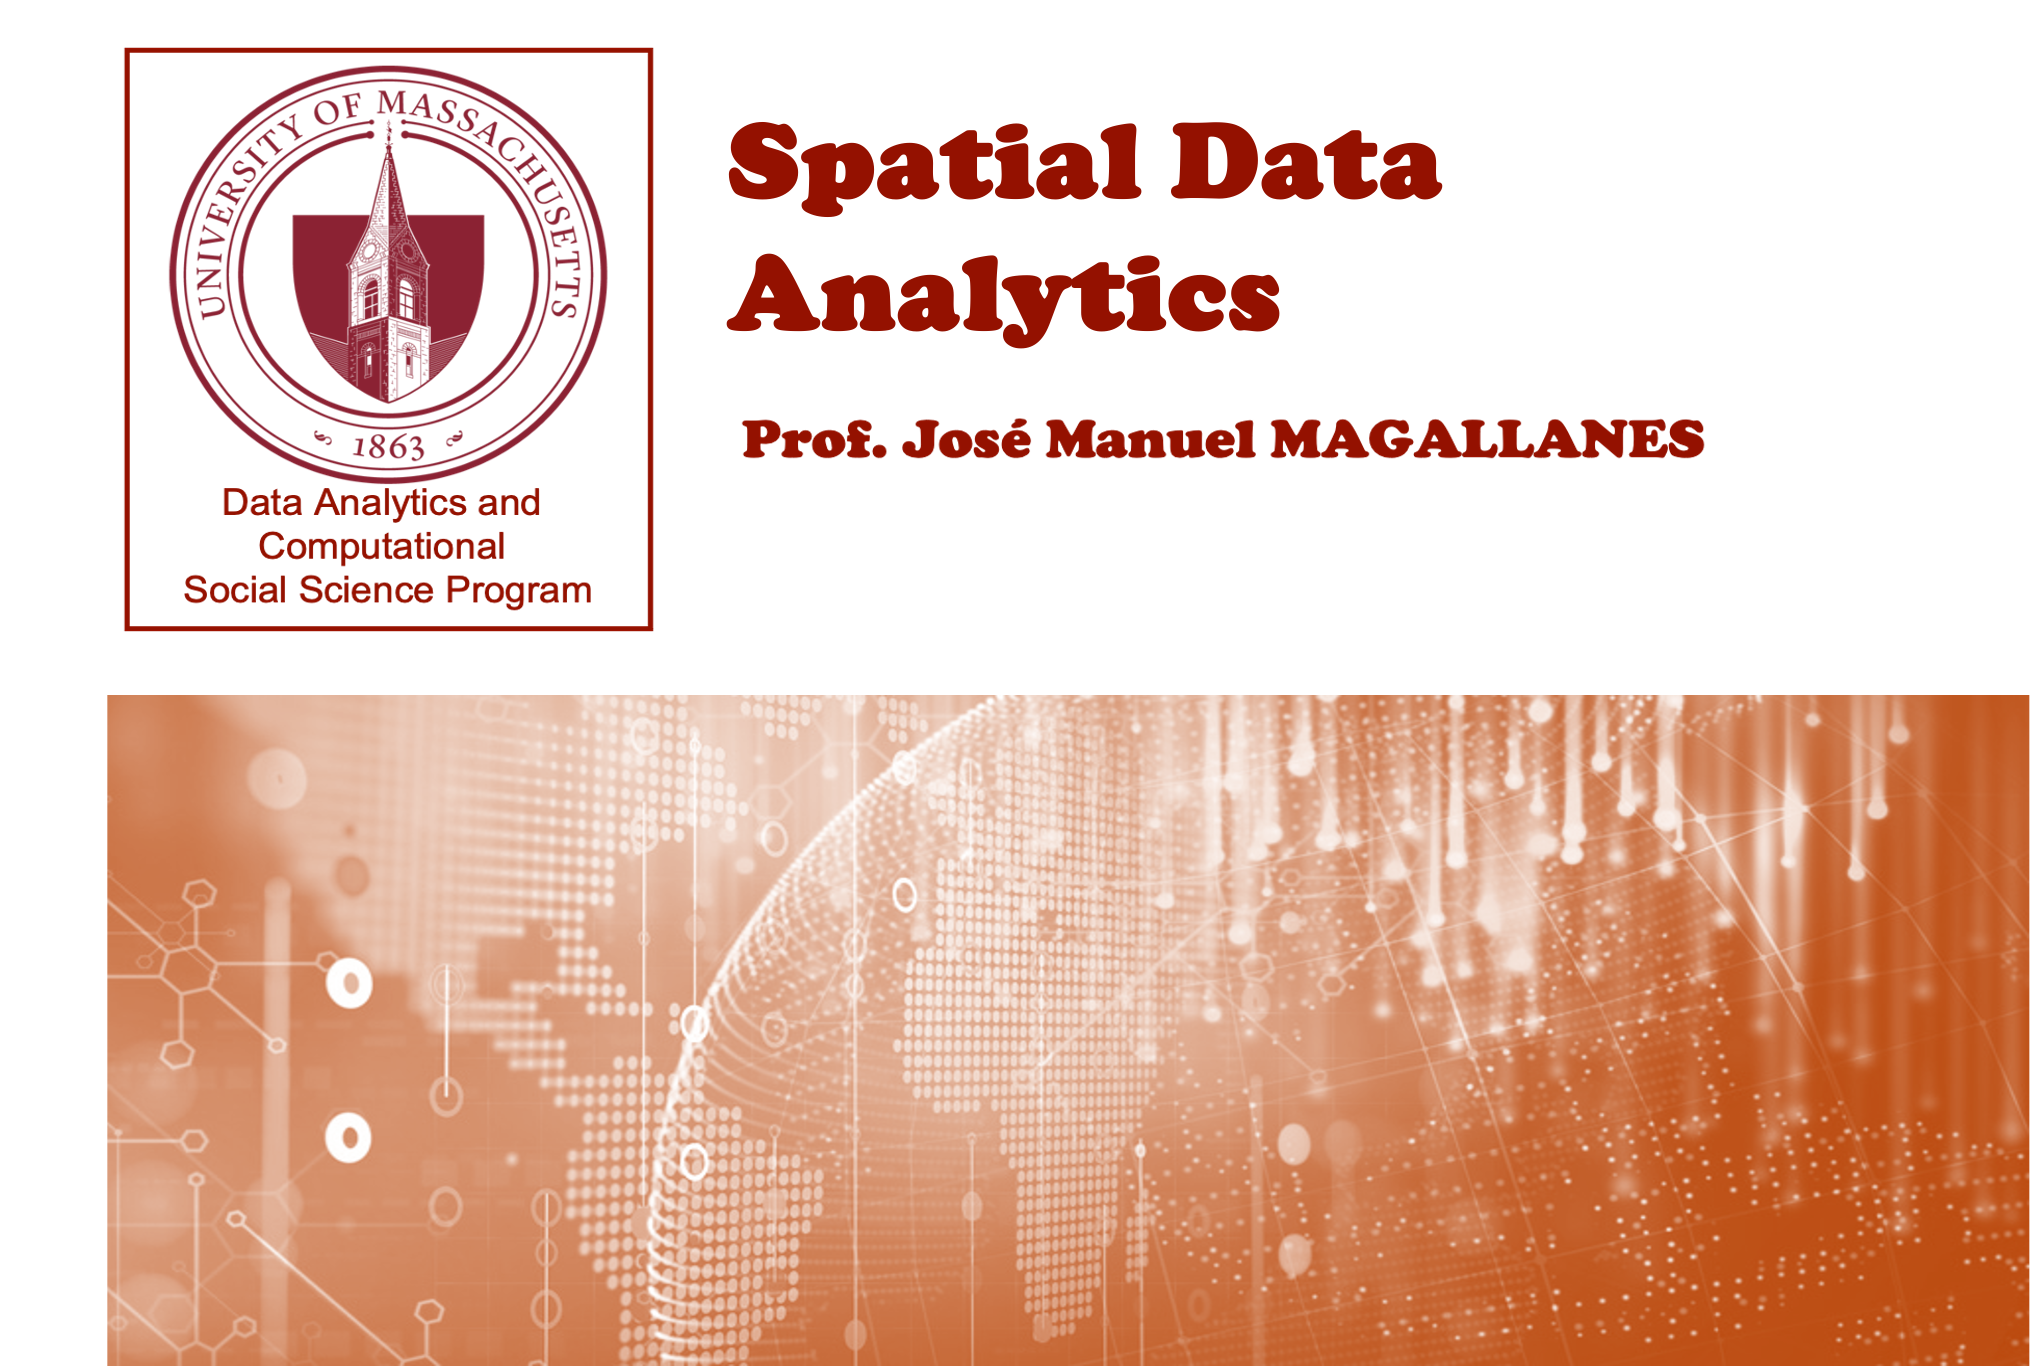 UNIVERSITY OF MASSACHUSETTS
1863
Data Analytics and
Computational
Social Science Program
Spatial Data
Analytics
Prof. José Manuel MAGALLANES